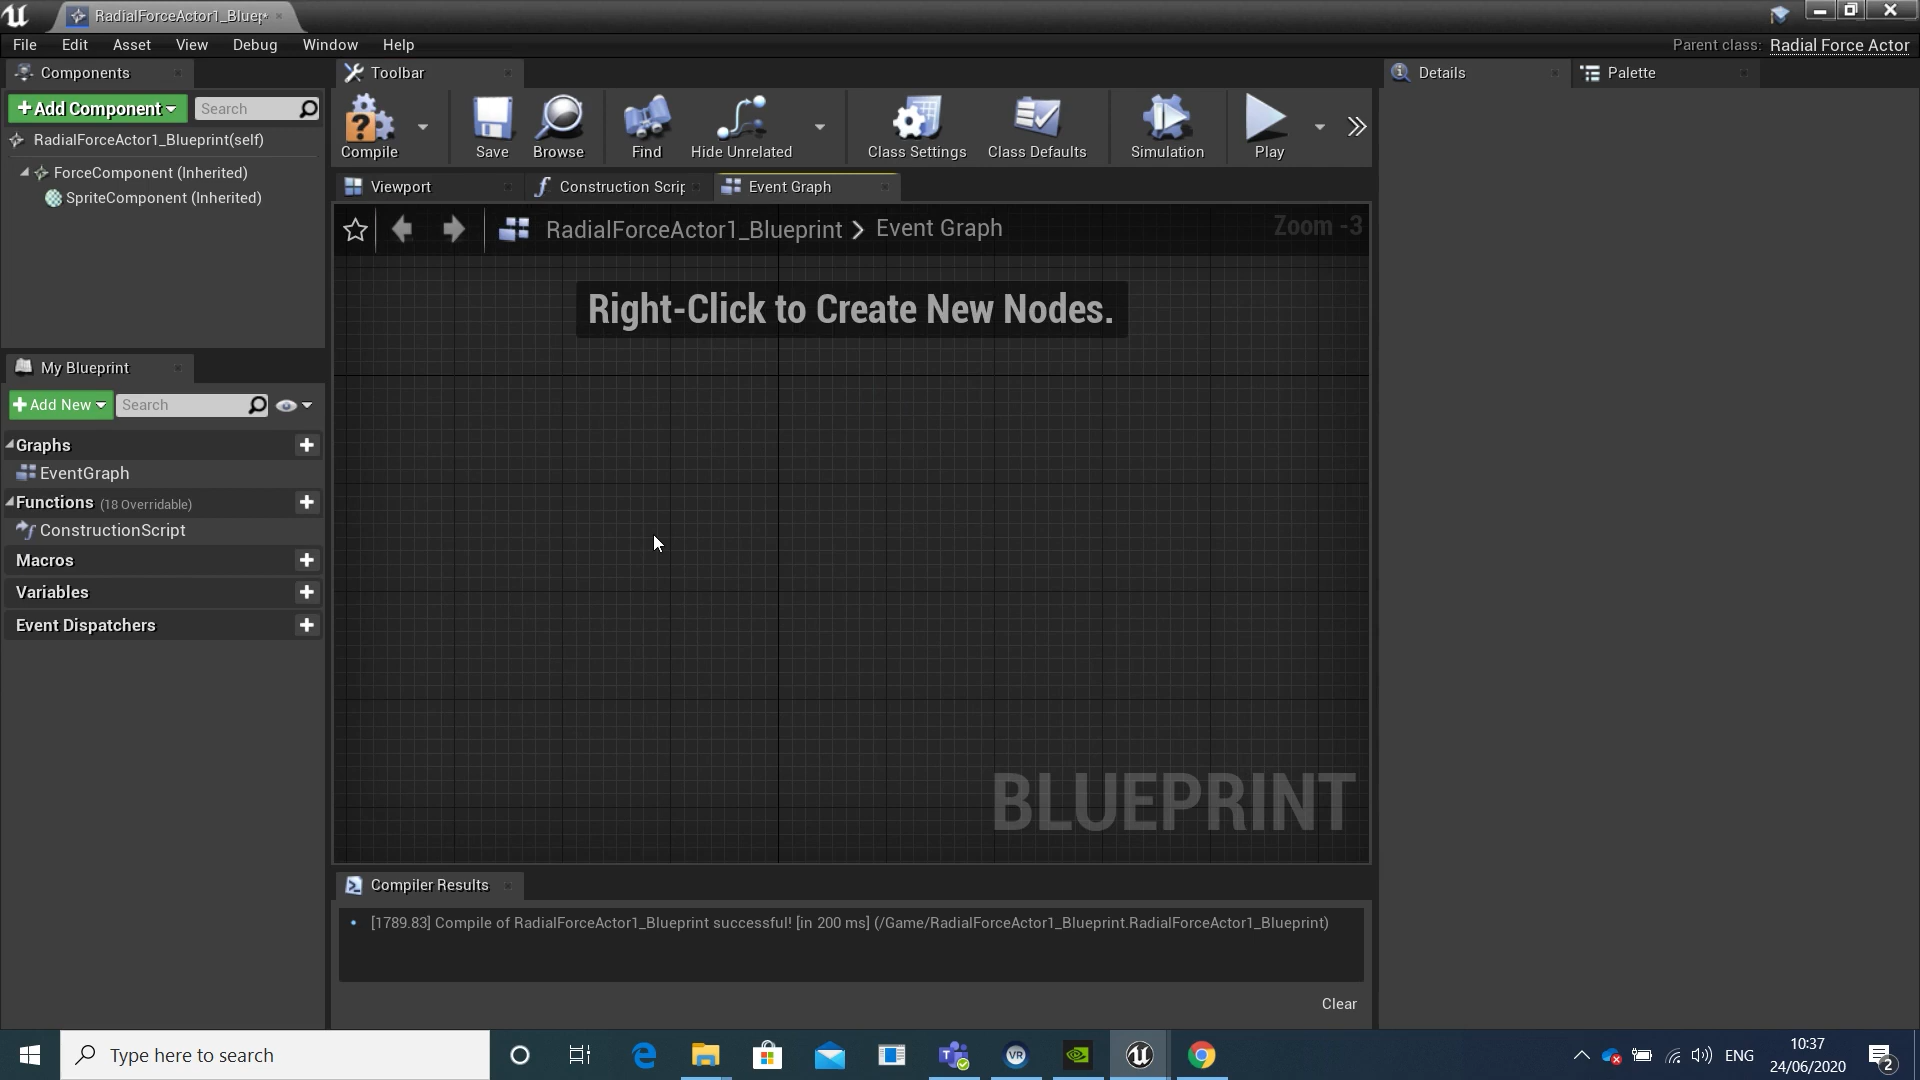 RadialForceActor1_Bluep
File Edit Asset View Debug Window Help
Parent class: Radial Force Actor
Components
Add Component
Search
RadialForceActor1_Blueprint(self)
ForceComponent (Inherited)
SpriteComponent (Inherited)
My Blueprint
Add New
Search
Graphs
EventGraph
Functions (18 Overridable)
ConstructionScript
Macros
Variables
Event Dispatchers
Toolbar
Compile
Save
Browse
Find
Hide Unrelated
Class Settings
Class Defaults
Simulation
Play
Viewport
Construction Scrip
Event Graph
RadialForceActor1_Blueprint > Event Graph
Zoom -3
Right-Click to Create New Nodes.
BLUEPRINT
Compiler Results
[1789.83] Compile of RadialForceActor1_Blueprint successful! [in 200 ms] (/Game/RadialForceActor1_Blueprint.RadialForceActor1_Blueprint)
Clear
Details
Palette
Type here to search
VR
ENG
10:37
24/06/2020
2